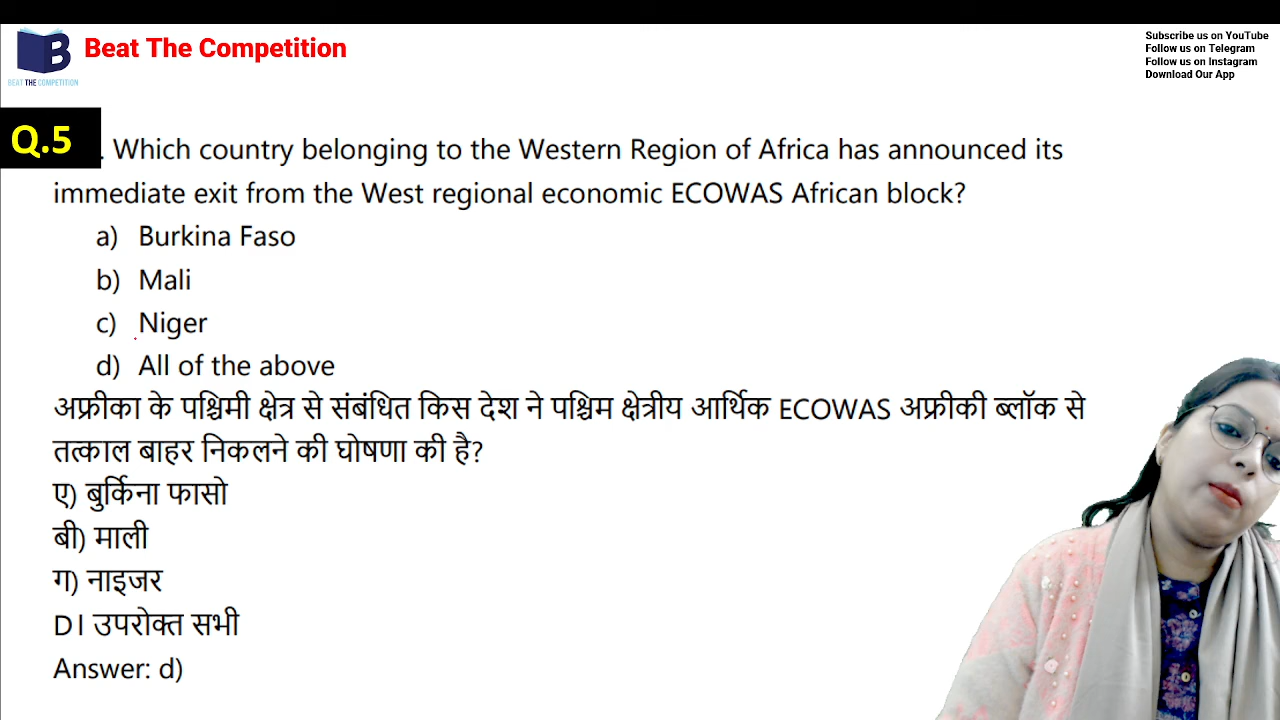 Beat The Competition
BEAT THE COMPETITION
Subscribe us on YouTube
Follow us on Telegram
Follow us on Instagram
Download Our App
Q.5
. Which country belonging to the Western Region of Africa has announced its
immediate exit from the West regional economic ECOWAS African block?
a) Burkina Faso
b) Mali
c) Niger
d) All of the above
अफ्रीका के पश्चिमी क्षेत्र से संबंधित किस देश ने पश्चिम क्षेत्रीय आर्थिक ECOWAS अफ्रीकी ब्लॉक से
तत्काल बाहर निकलने की घोषणा की है?
ए) बुर्किना फासो
बी) माली
ग) नाइजर
D। उपरोक्त सभी
Answer: d)